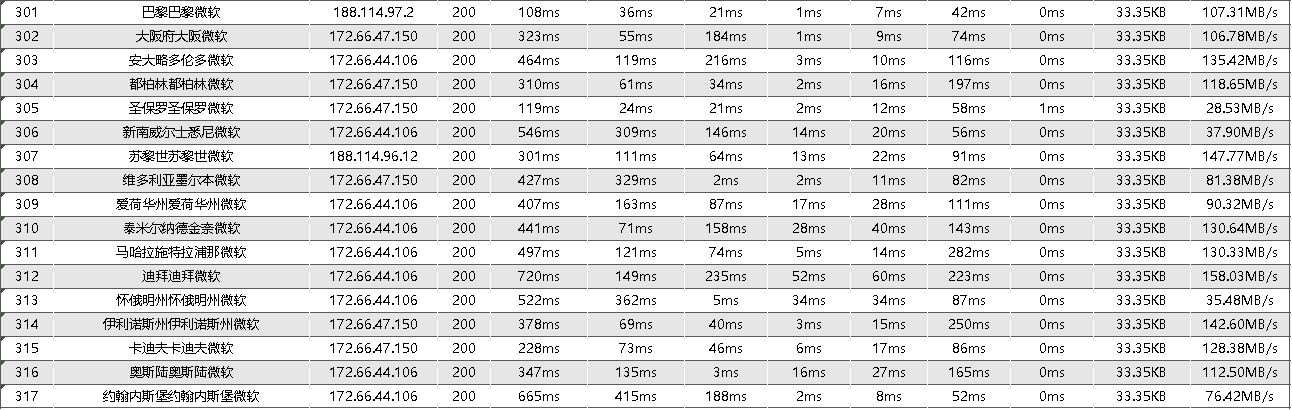 301 巴黎巴黎微软 188.114.97.2 200 108ms 36ms 21ms 1ms 7ms 42ms 0ms 33.35KB 107.31MB/s
302 大阪府大阪微软 172.66.47.150 200 323ms 55ms 184ms 1ms 9ms 74ms 0ms 33.35KB 106.78MB/s
303 安大略多伦多微软 172.66.44.106 200 464ms 119ms 216ms 3ms 10ms 116ms 0ms 33.35KB 135.42MB/s
304 都柏林都柏林微软 172.66.47.150 200 310ms 61ms 34ms 2ms 16ms 197ms 0ms 33.35KB 118.65MB/s
305 圣保罗圣保罗微软 172.66.47.150 200 119ms 24ms 21ms 2ms 12ms 58ms 1ms 33.35KB 28.53MB/s
306 新南威尔士悉尼微软 172.66.44.106 200 546ms 309ms 146ms 14ms 20ms 56ms 0ms 33.35KB 37.90MB/s
307 苏黎世苏黎世微软 188.114.96.12 200 301ms 111ms 64ms 13ms 22ms 91ms 0ms 33.35KB 147.77MB/s
308 维多利亚墨尔本微软 172.66.47.150 200 427ms 329ms 2ms 2ms 11ms 82ms 0ms 33.35KB 81.38MB/s
309 爱荷华州爱荷华州微软 172.66.44.106 200 407ms 163ms 87ms 17ms 28ms 111ms 0ms 33.35KB 90.32MB/s
310 泰米尔纳德金奈微软 172.66.44.106 200 441ms 71ms 158ms 28ms 40ms 143ms 0ms 33.35KB 130.64MB/s
311 马哈拉施特拉浦那微软 172.66.44.106 200 497ms 121ms 74ms 5ms 14ms 282ms 0ms 33.35KB 130.33MB/s
312 迪拜迪拜微软 172.66.44.106 200 720ms 149ms 235ms 52ms 60ms 223ms 0ms 33.35KB 158.03MB/s
313 怀俄明州怀俄明州微软 172.66.44.106 200 522ms 362ms 5ms 34ms 34ms 87ms 0ms 33.35KB 35.48MB/s
314 伊利诺斯州伊利诺斯州微软 172.66.47.150 200 378ms 69ms 40ms 3ms 15ms 250ms 0ms 33.35KB 142.60MB/s
315 卡迪夫卡迪夫微软 172.66.47.150 200 228ms 73ms 46ms 6ms 17ms 86ms 0ms 33.35KB 128.38MB/s
316 奥斯陆奥斯陆微软 172.66.44.106 200 347ms 135ms 3ms 16ms 27ms 165ms 0ms 33.35KB 112.50MB/s
317 约翰内斯堡约翰内斯堡微软 172.66.44.106 200 665ms 415ms 188ms 2ms 8ms 52ms 0ms 33.35KB 76.42MB/s